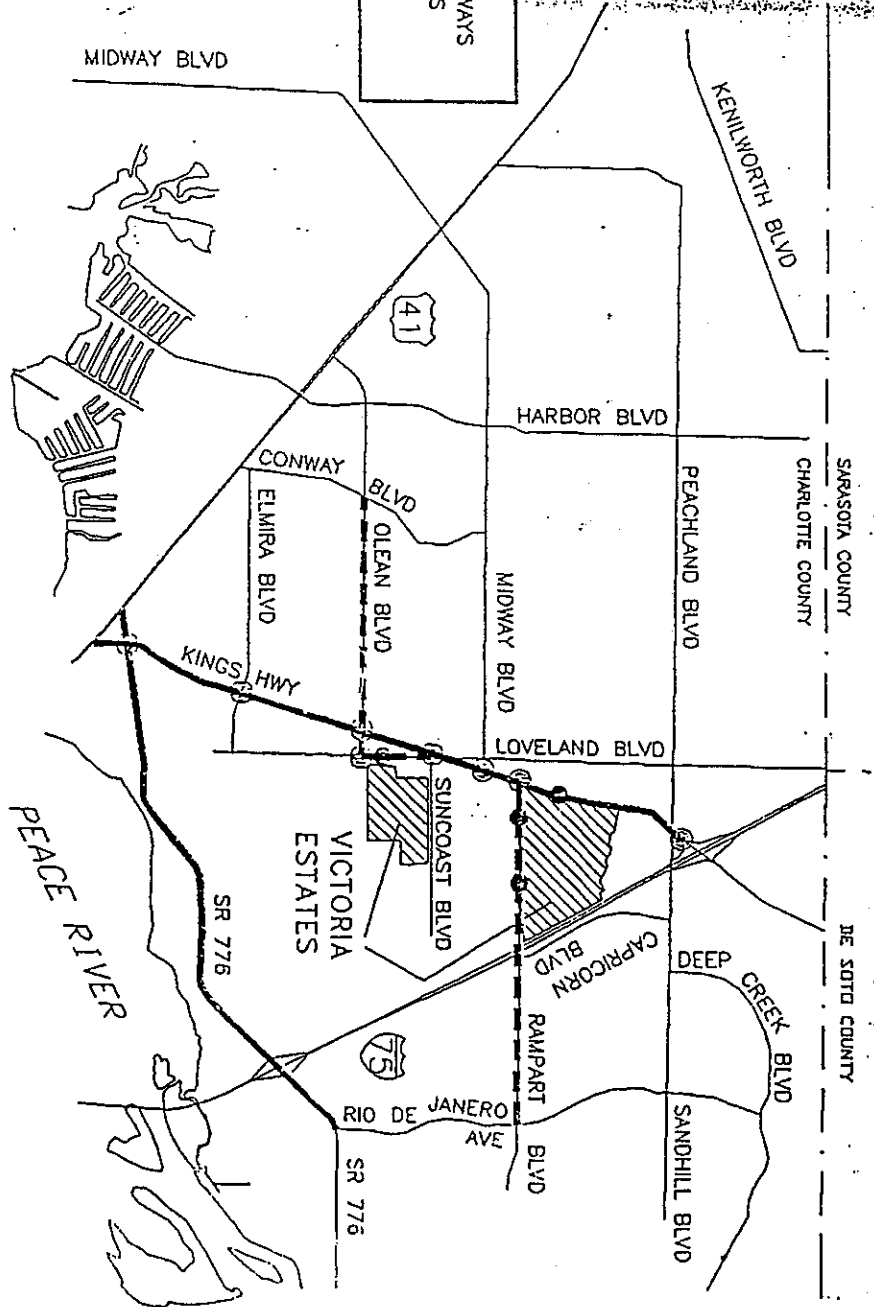 WAYS
S
MIDWAY BLVD
KENILWORTH BLVD
41
HARBOR BLVD
SARASOTA COUNTY
CHARLOTTE COUNTY
CONWAY BLVD
ELMIRA BLVD
OLEAN BLVD
MIDWAY BLVD
PEACHLAND BLVD
KINGS HWY
LOVELAND BLVD
SUNCOAST BLVD
VICTORIA
ESTATES
PEACE RIVER
SR 776
CAPRICORN
BLVD
DEEP CREEK BLVD
DE SOTO COUNTY
75
RAMPART BLVD
RIO DE JANERO
AVE
SANDHILL BLVD
SR 776